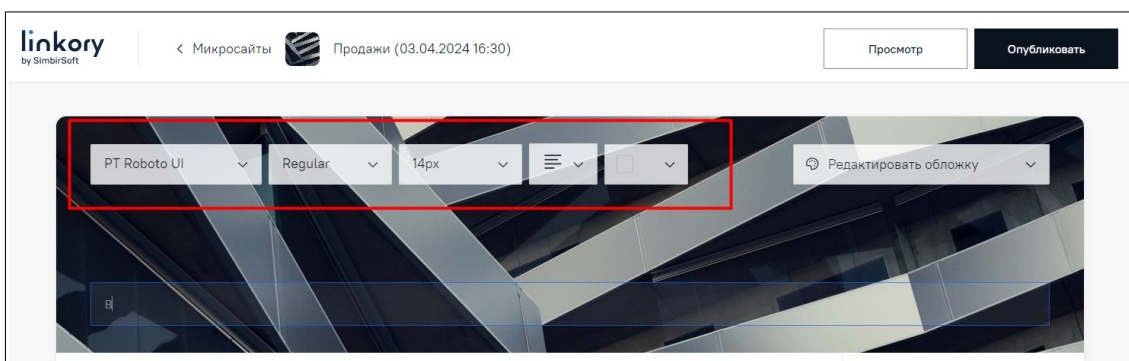 linkory
by SimbirSoft
Микросайты
Продажи (03.04.2024 16:30)
Просмотр
Опубликовать
PT Roboto UI
Regular
14px
Редактировать обложку
В